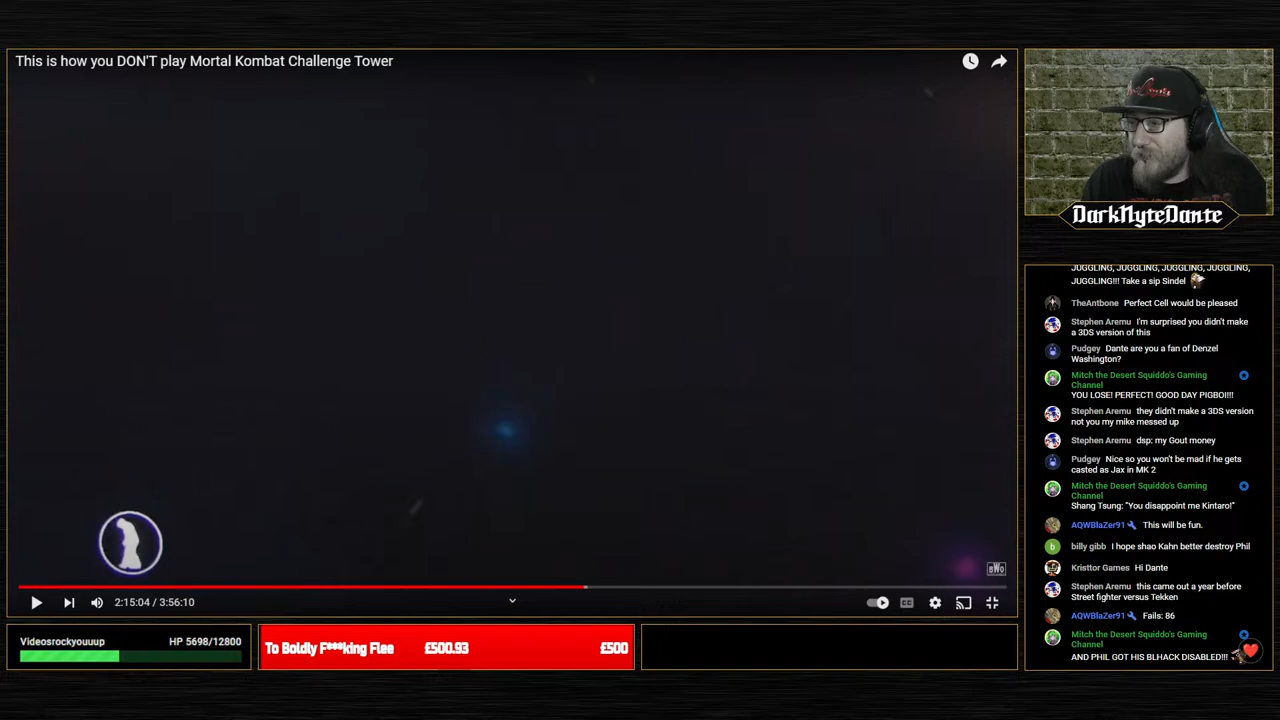 This is how you DON'T play Mortal Kombat Challenge Tower
DarkNyteDante
JUGGLING, JUGGLING, JUGGLING, JUGGLING,
JUGGLING!!! Take a sip Sindel
TheAntbone Perfect Cell would be pleased
Stephen Aremu I'm surprised you didn't make
a 3DS version of this
Pudgey Dante are you a fan of Denzel
Washington?
Mitch the Desert Squiddo's Gaming
Channel
YOU LOSE! PERFECT! GOOD DAY PIGBOI!!!!
Stephen Aremu they didn't make a 3DS version
not you my mike messed up
Stephen Aremu dsp: my Gout money
Pudgey Nice so you won't be mad if he gets
casted as Jax in MK 2
Mitch the Desert Squiddo's Gaming
Channel
Shang Tsung: "You disappoint me Kintaro!"
AQWBlaZer91 This will be fun.
b billy gibb I hope shao Kahn better destroy Phil
Kristtor Games Hi Dante
Stephen Aremu this came out a year before
Street fighter versus Tekken
AQWBlaZer91 Fails: 86
Mitch the Desert Squiddo's Gaming
Channel
AND PHIL GOT HIS BLHACK DISABLED!!!
BWO
2:15:04 / 3:56:10
CC
Videosrockyouuup HP 5698/12800
To Boldly F***king Flee £500.93 £500